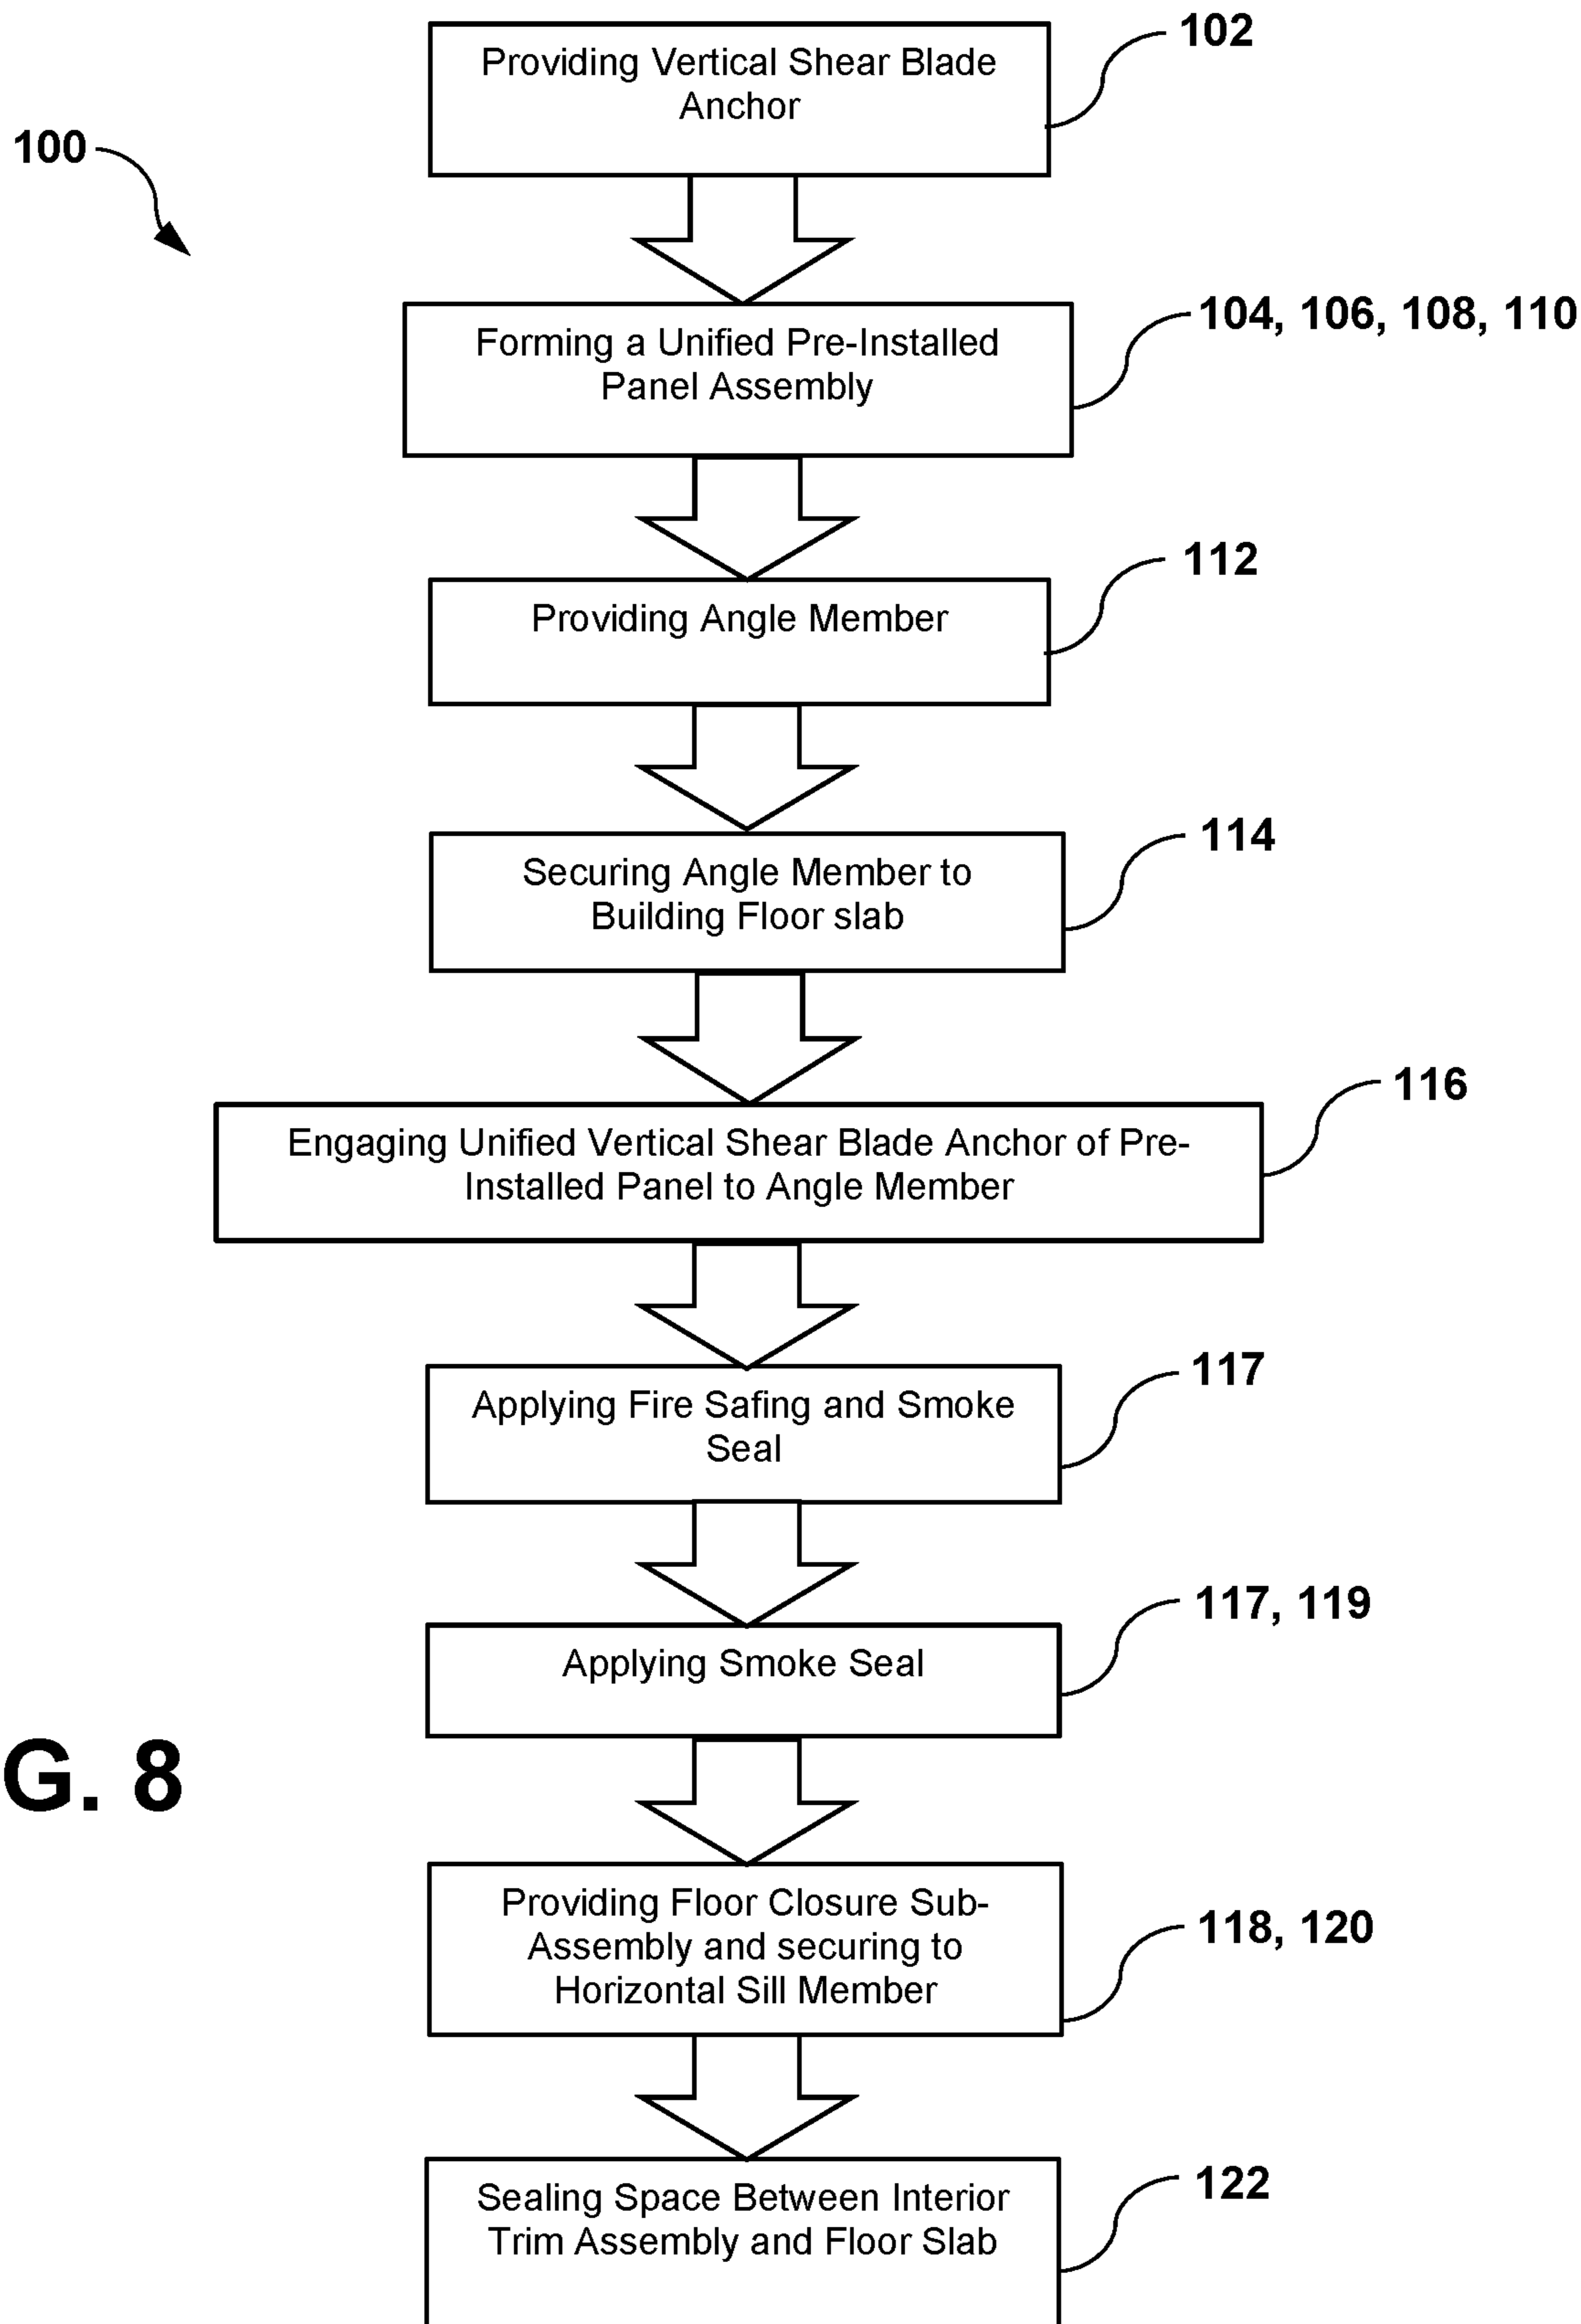 102
Providing Vertical Shear Blade
Anchor
100
104, 106, 108, 110
Forming a Unified Pre-Installed
Panel Assembly
112
Providing Angle Member
114
Securing Angle Member to
Building Floor slab
116
Engaging Unified Vertical Shear Blade Anchor of Pre-
Installed Panel to Angle Member
117
Applying Fire Safing and Smoke
Seal
117, 119
Applying Smoke Seal
G. 8
Providing Floor Closure Sub-
Assembly and securing to
Horizontal Sill Member
118, 120
122
Sealing Space Between Interior
Trim Assembly and Floor Slab